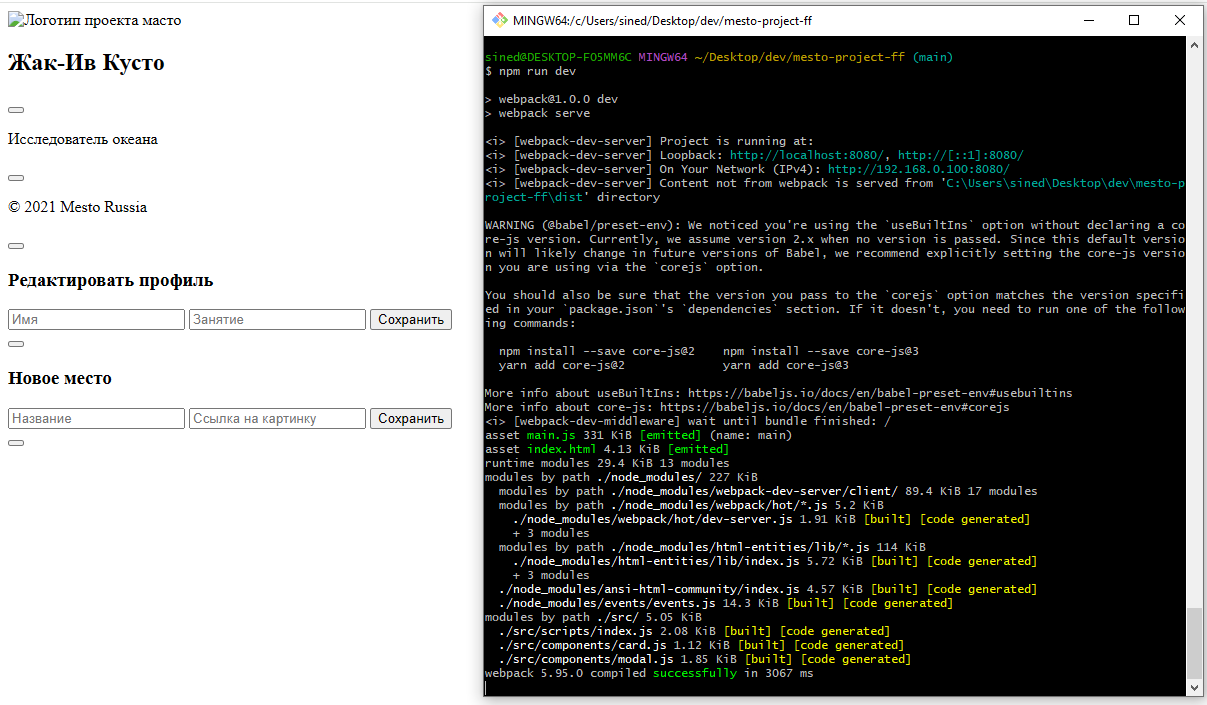 Логотип проекта масто
Жак-Ив Кусто
Исследователь океана
© 2021 Mesto Russia
Редактировать профиль
Имя Занятие Сохранить
Новое место
Название Ссылка на картинку Сохранить
MINGW64:/c/Users/sined/Desktop/dev/mesto-project-ff
sined@DESKTOP-FO5MM6C MINGW64 ~/Desktop/dev/mesto-project-ff (main)
$ npm run dev
> webpack@1.0.0 dev
> webpack serve
<i> [webpack-dev-server] Project is running at:
<i> [webpack-dev-server] Loopback: http://localhost:8080/, http://[::1]:8080/
<i> [webpack-dev-server] On Your Network (IPv4): http://192.168.0.100:8080/
<i> [webpack-dev-server] Content not from webpack is served from 'C:\Users\sined\Desktop\dev\mesto-p
roject-ff\dist' directory
WARNING (@babel/preset-env): We noticed you're using the `useBuiltIns` option without declaring a co
re-js version. Currently, we assume version 2.x when no version is passed. Since this default versio
n will likely change in future versions of Babel, we recommend explicitly setting the core-js versio
n you are using via the `corejs` option.
You should also be sure that the version you pass to the `corejs` option matches the version specifi
ed in your `package.json`'s `dependencies` section. If it doesn't, you need to run one of the follow
ing commands:
npm install --save core-js@2    npm install --save core-js@3
yarn add core-js@2              yarn add core-js@3
More info about useBuiltIns: https://babeljs.io/docs/en/babel-preset-env#usebuiltins
More info about core-js: https://babeljs.io/docs/en/babel-preset-env#corejs
<i> [webpack-dev-middleware] wait until bundle finished: /
asset main.js 331 KiB [emitted] (name: main)
asset index.html 4.13 KiB [emitted]
runtime modules 29.4 KiB 13 modules
modules by path ./node_modules/ 227 KiB
modules by path ./node_modules/webpack-dev-server/client/ 89.4 KiB 17 modules
modules by path ./node_modules/webpack/hot/*.js 5.2 KiB
./node_modules/webpack/hot/dev-server.js 1.91 KiB [built] [code generated]
+ 3 modules
modules by path ./node_modules/html-entities/lib/*.js 114 KiB
./node_modules/html-entities/lib/index.js 5.72 KiB [built] [code generated]
+ 3 modules
./node_modules/ansi-html-community/index.js 4.57 KiB [built] [code generated]
./node_modules/events/events.js 14.3 KiB [built] [code generated]
modules by path ./src/ 5.05 KiB
./src/scripts/index.js 2.08 KiB [built] [code generated]
./src/components/card.js 1.12 KiB [built] [code generated]
./src/components/modal.js 1.85 KiB [built] [code generated]
webpack 5.95.0 compiled successfully in 3067 ms